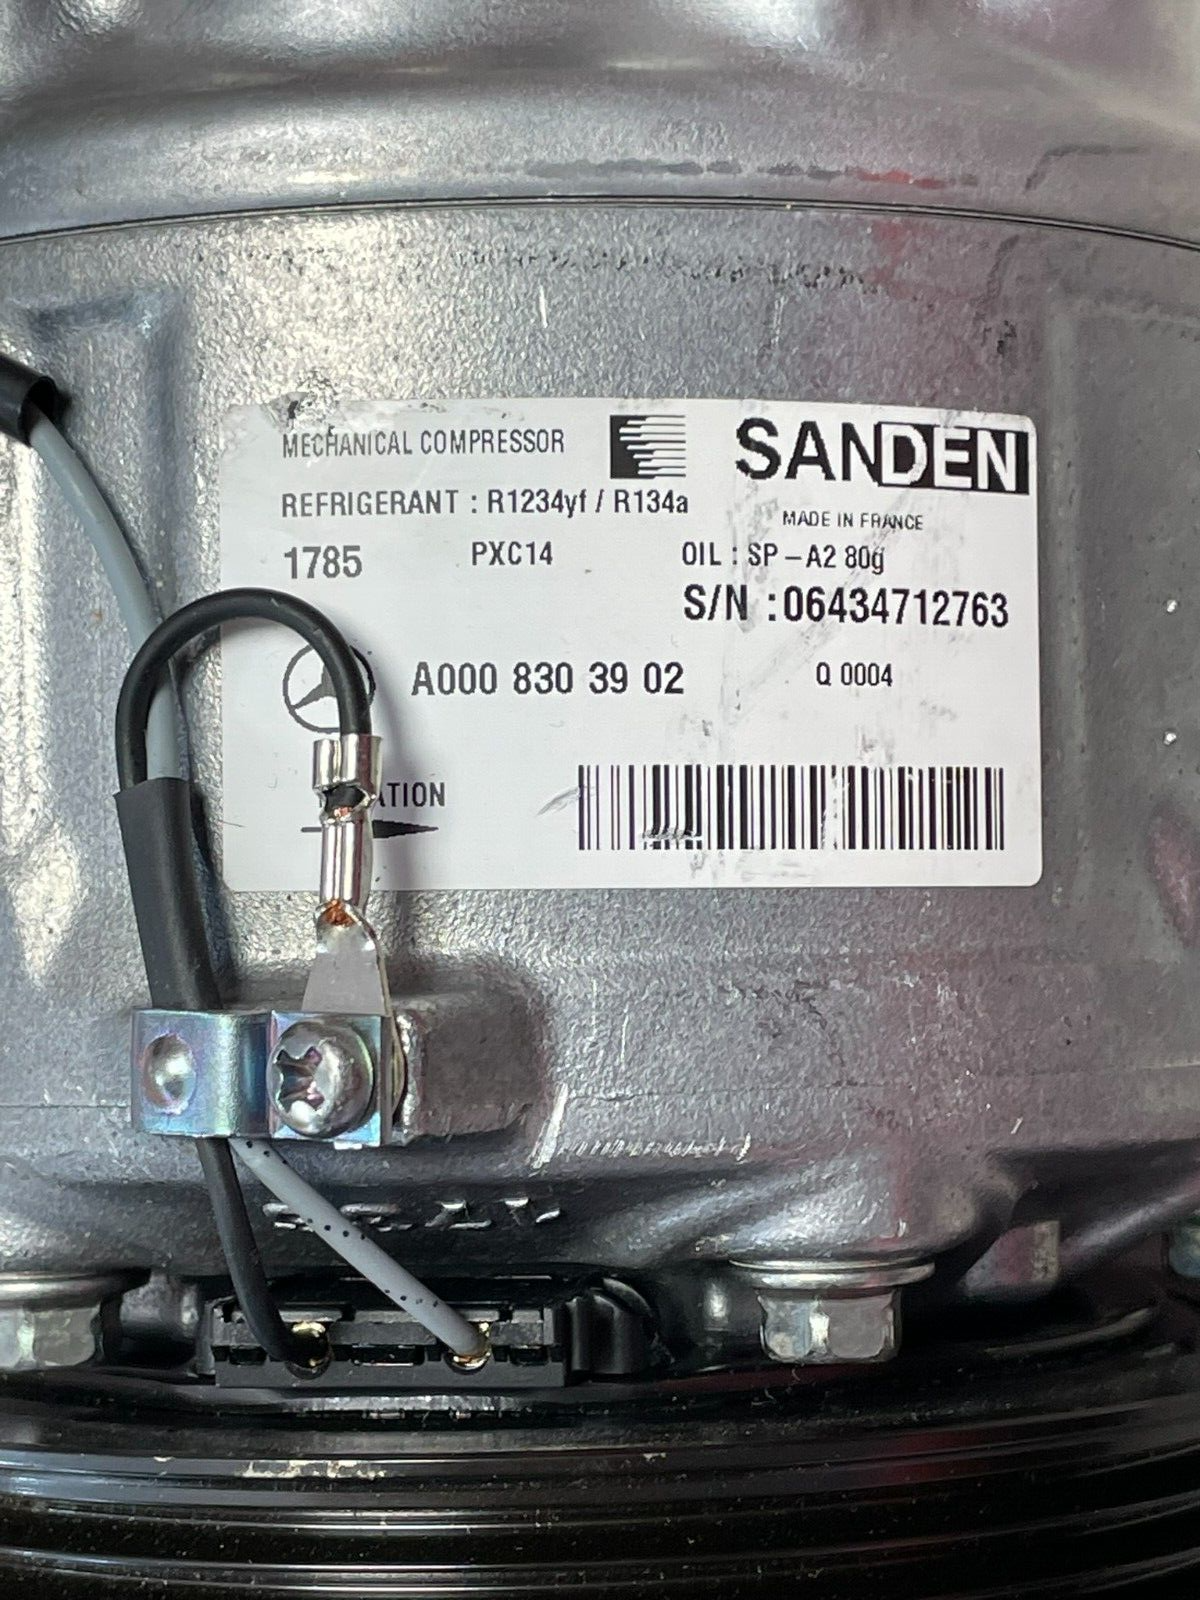 MECHANICAL COMPRESSOR
SANDEN
REFRIGERANT : R1234yf / R134a
MADE IN FRANCE
1785 PXC14 OIL : SP-A2 80g
S/N :06434712763
A000 830 39 02 Q 0004